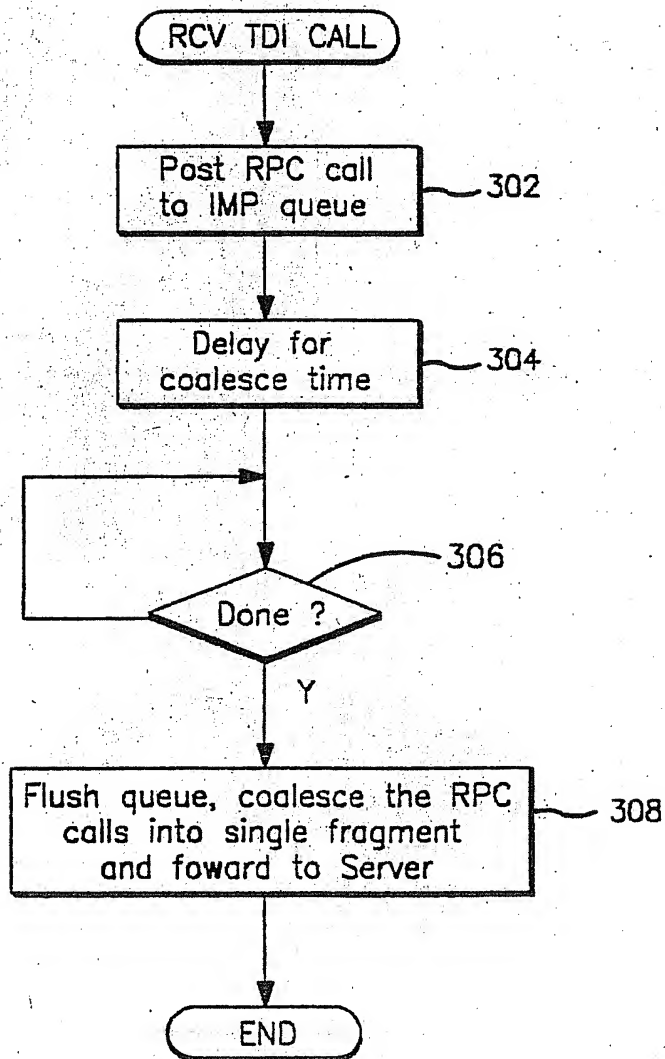 RCV TDI CALL
Post RPC call
to IMP queue
302
Delay for
coalesce time
304
306
Done ?
Y
Flush queue, coalesce the RPC
calls into single fragment
and foward to Server
308
END